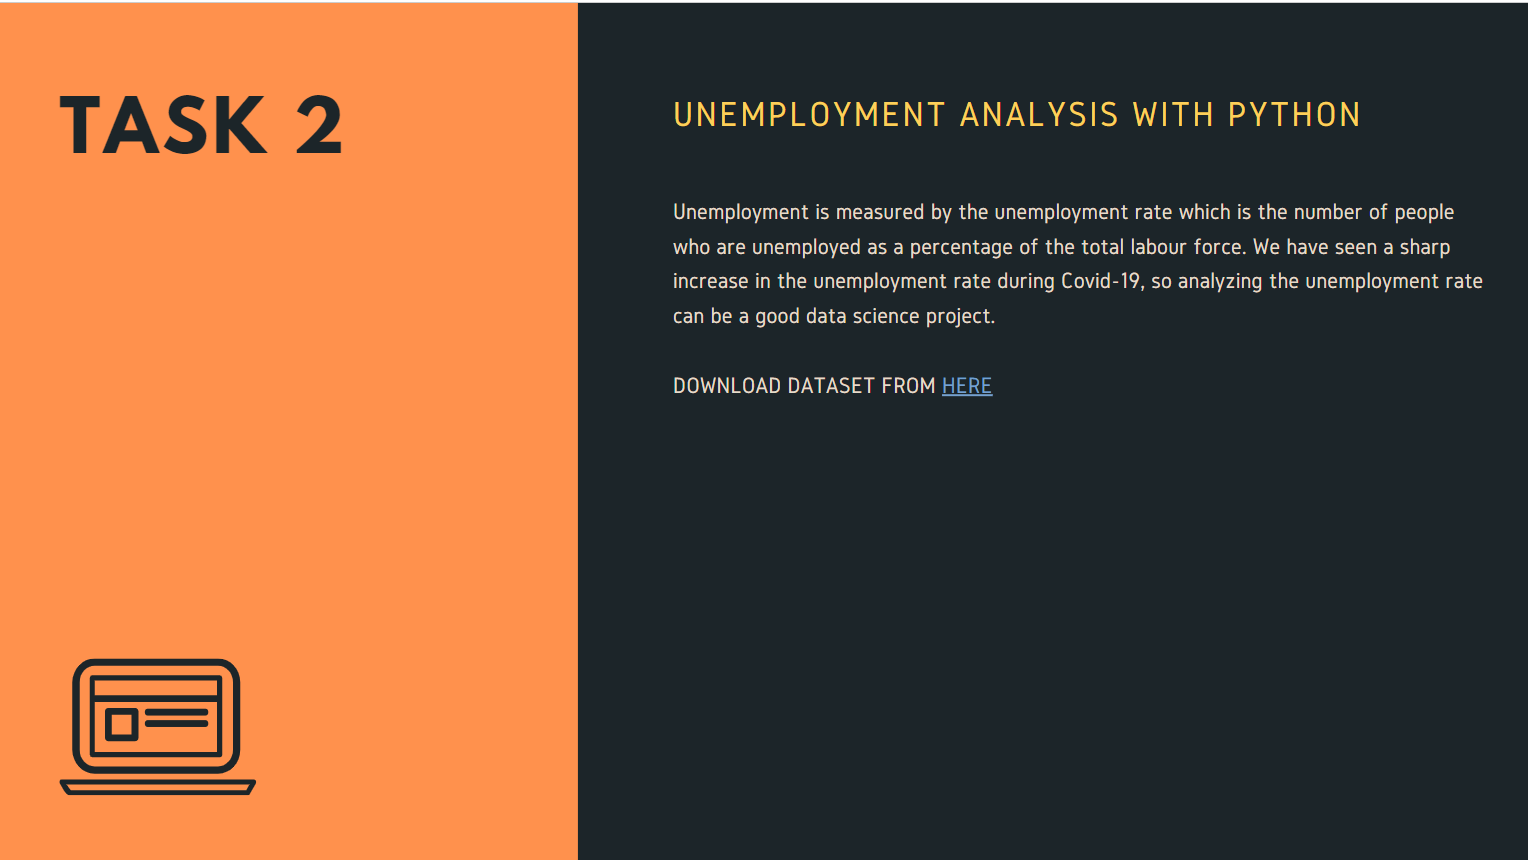 TASK 2
UNEMPLOYMENT ANALYSIS WITH PYTHON
Unemployment is measured by the unemployment rate which is the number of people
who are unemployed as a percentage of the total labour force. We have seen a sharp
increase in the unemployment rate during Covid-19, so analyzing the unemployment rate
can be a good data science project.
DOWNLOAD DATASET FROM HERE